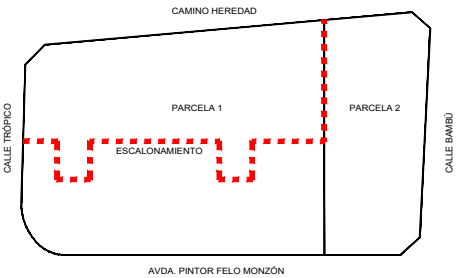 CAMINO HEREDAD
PARCELA 1
PARCELA 2
CALLE TRÓPICO
CALLE BAMBÚ
ESCALONAMIENTO
AVDA. PINTOR FELO MONZÓN